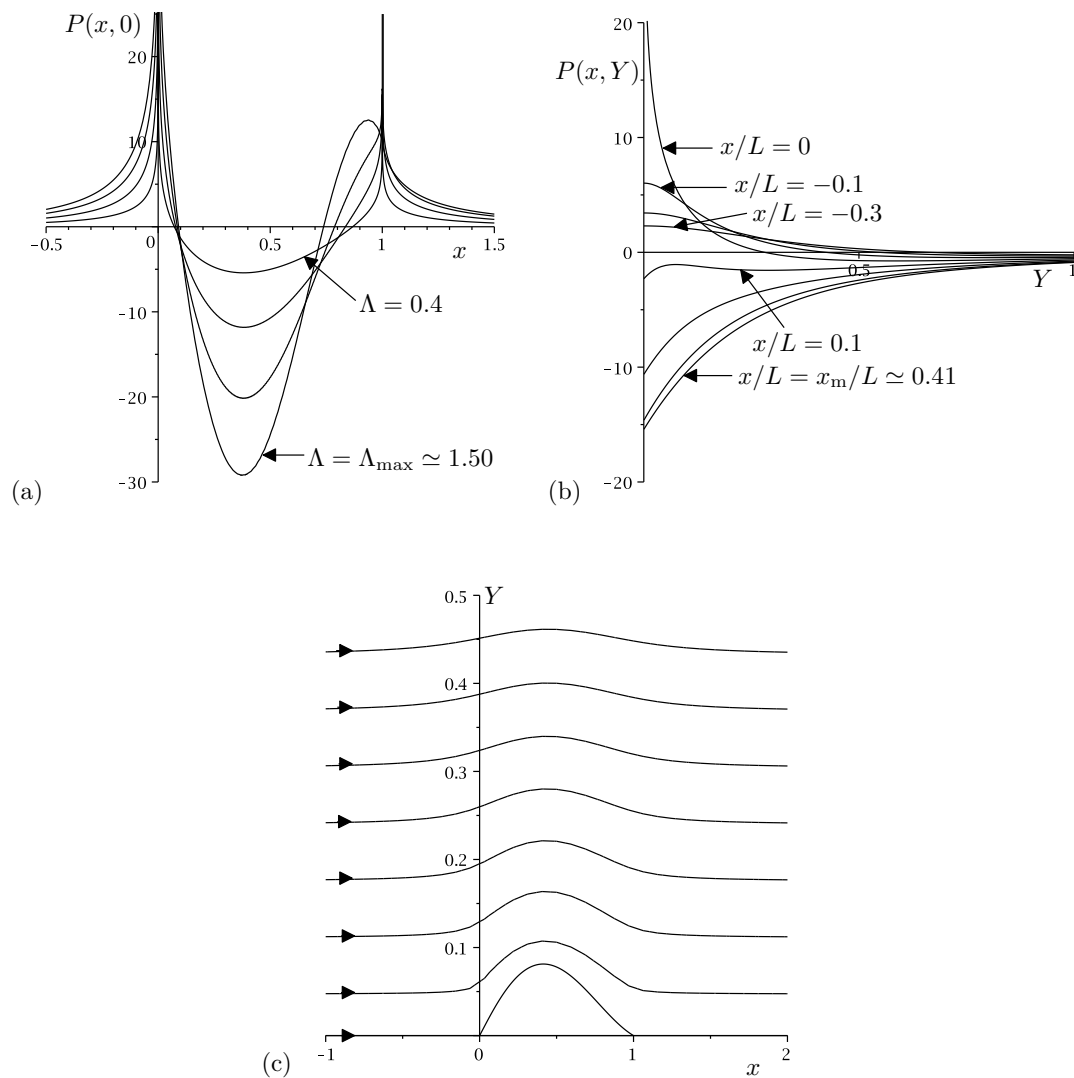 P(x, 0)
20
10
−0.5
0
0.5
1
1.5
x
Λ = 0.4
−10
−20
Λ = Λmax ≃ 1.50
−30
(a)
20
P(x, Y)
10
x/L = 0
x/L = −0.1
x/L = −0.3
0
0.5
1
Y
x/L = 0.1
−10
x/L = xm/L ≃ 0.41
−20
(b)
0.5
Y
0.4
0.3
0.2
0.1
−1
0
1
2
x
(c)